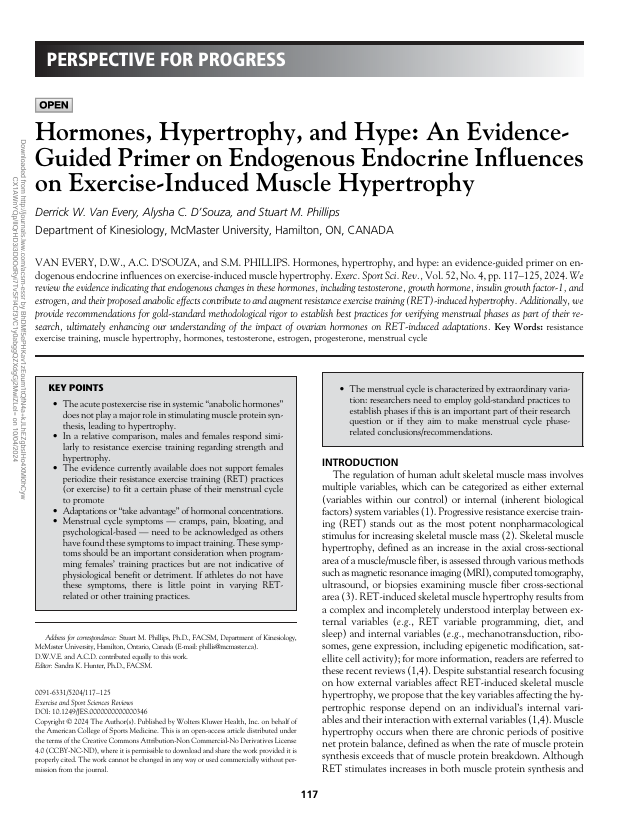 PERSPECTIVE FOR PROGRESS
OPEN
Hormones, Hypertrophy, and Hype: An Evidence-
Guided Primer on Endogenous Endocrine Influences
on Exercise-Induced Muscle Hypertrophy
Derrick W. Van Every, Alysha C. D'Souza, and Stuart M. Phillips
Department of Kinesiology, McMaster University, Hamilton, ON, CANADA
VAN EVERY, D.W., A.C. D'SOUZA, and S.M. PHILLIPS. Hormones, hypertrophy, and hype: an evidence-guided primer on en-
dogenous endocrine influences on exercise-induced muscle hypertrophy. Exerc. Sport Sci. Rev., Vol. 52, No. 4, pp. 117–125, 2024. We
review the evidence indicating that endogenous changes in these hormones, including testosterone, growth hormone, insulin growth factor-1, and
estrogen, and their proposed anabolic effects contribute to and augment resistance exercise training (RET)-induced hypertrophy. Additionally, we
provide recommendations for gold-standard methodological rigor to establish best practices for verifying menstrual phases as part of their re-
search, ultimately enhancing our understanding of the impact of ovarian hormones on RET-induced adaptations. Key Words: resistance
exercise training, muscle hypertrophy, hormones, testosterone, estrogen, progesterone, menstrual cycle
KEY POINTS
• The acute postexercise rise in systemic “anabolic hormones”
does not play a major role in stimulating muscle protein syn-
thesis, leading to hypertrophy.
• In a relative comparison, males and females respond simi-
larly to resistance exercise training regarding strength and
hypertrophy.
• The evidence currently available does not support females
periodize their resistance exercise training (RET) practices
(or exercise) to fit a certain phase of their menstrual cycle
to promote
• Adaptations or “take advantage” of hormonal concentrations.
• Menstrual cycle symptoms — cramps, pain, bloating, and
psychological-based — need to be acknowledged as others
have found these symptoms to impact training. These symp-
toms should be an important consideration when program-
ming females' training practices but are not indicative of
physiological benefit or detriment. If athletes do not have
these symptoms, there is little point in varying RET-
related or other training practices.
Address for correspondence: Stuart M. Phillips, Ph.D., FACSM, Department of Kinesiology,
McMaster University, Hamilton, Ontario, Canada (E-mail: phillis@mcmaster.ca).
D.W.V.E. and A.C.D. contributed equally to this work.
Editor: Sandra K. Hunter, Ph.D., FACSM.
0091-6331/5204/117–125
Exercise and Sport Sciences Reviews
DOI: 10.1249/JES.0000000000000346
Copyright © 2024 The Author(s). Published by Wolters Kluwer Health, Inc. on behalf of
the American College of Sports Medicine. This is an open-access article distributed under
the terms of the Creative Commons Attribution-Non Commercial-No Derivatives License
4.0 (CCBY-NC-ND), where it is permissible to download and share the work provided it is
properly cited. The work cannot be changed in any way or used commercially without per-
mission from the journal.
• The menstrual cycle is characterized by extraordinary varia-
tion: researchers need to employ gold-standard practices to
establish phases if this is an important part of their research
question or if they aim to make menstrual cycle phase-
related conclusions/recommendations.
INTRODUCTION
The regulation of human adult skeletal muscle mass involves
multiple variables, which can be categorized as either external
(variables within our control) or internal (inherent biological
factors) system variables (1). Progressive resistance exercise train-
ing (RET) stands out as the most potent nonpharmacological
stimulus for increasing skeletal muscle mass (2). Skeletal muscle
hypertrophy, defined as an increase in the axial cross-sectional
area of a muscle/muscle fiber, is assessed through various methods
such as magnetic resonance imaging (MRI), computed tomography,
ultrasound, or biopsies examining muscle fiber cross-sectional
area (3). RET-induced skeletal muscle hypertrophy results from
a complex and incompletely understood interplay between ex-
ternal variables (e.g., RET variable programming, diet, and
sleep) and internal variables (e.g., mechanotransduction, ribo-
somes, gene expression, including epigenetic modification, sat-
ellite cell activity); for more information, readers are referred to
these recent reviews (1,4). Despite substantial research focusing
on how external variables affect RET-induced skeletal muscle
hypertrophy, we propose that the key variables affecting the hy-
pertrophic response depend on an individual's internal vari-
ables and their interaction with external variables (1,4). Muscle
hypertrophy occurs when there are chronic periods of positive
net protein balance, defined as when the rate of muscle protein
synthesis exceeds that of muscle protein breakdown. Although
RET stimulates increases in both muscle protein synthesis and
117